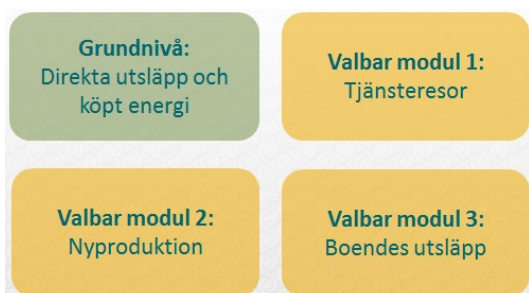 Grundnivå:
Direkta utsläpp och
köpt energi
Valbar modul 1:
Tjänsteresor
Valbar modul 2:
Nyproduktion
Valbar modul 3:
Boendes utsläpp